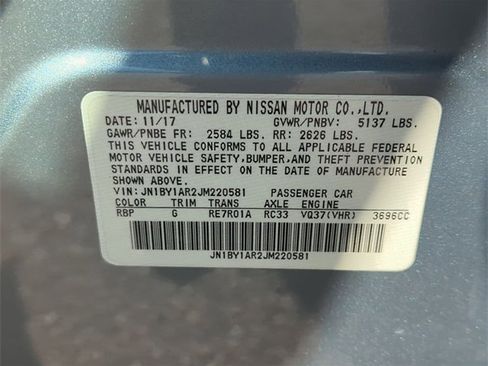 MANUFACTURED BY NISSAN MOTOR CO.,LTD.
DATE: 11/17 GVWR/PNBV: 5137 LBS.
GAWR/PNBE FR: 2584 LBS. RR: 2626 LBS.
THIS VEHICLE CONFORMS TO ALL APPLICABLE FEDERAL
MOTOR VEHICLE SAFETY, BUMPER, AND THEFT PREVENTION
STANDARDS IN EFFECT ON THE DATE OF MANUFACTURE
SHOWN ABOVE.
VIN: JN1BY1AR2JM220581 PASSENGER CAR
COLOR TRIM TRANS AXLE ENGINE
RBP G RE7R01A RC33 VQ37(VHR) 3696CC
JN1BY1AR2JM220581